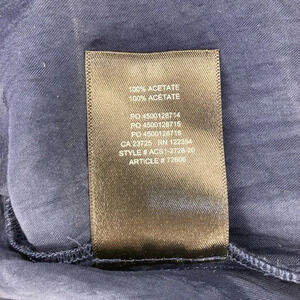 100% ACETATE
100% ACÉTATE
PO 4500128714
PO 4500128715
PO 4500128716
CA 23725 RN 122354
STYLE # ACS1-2728-20
ARTICLE # 72606